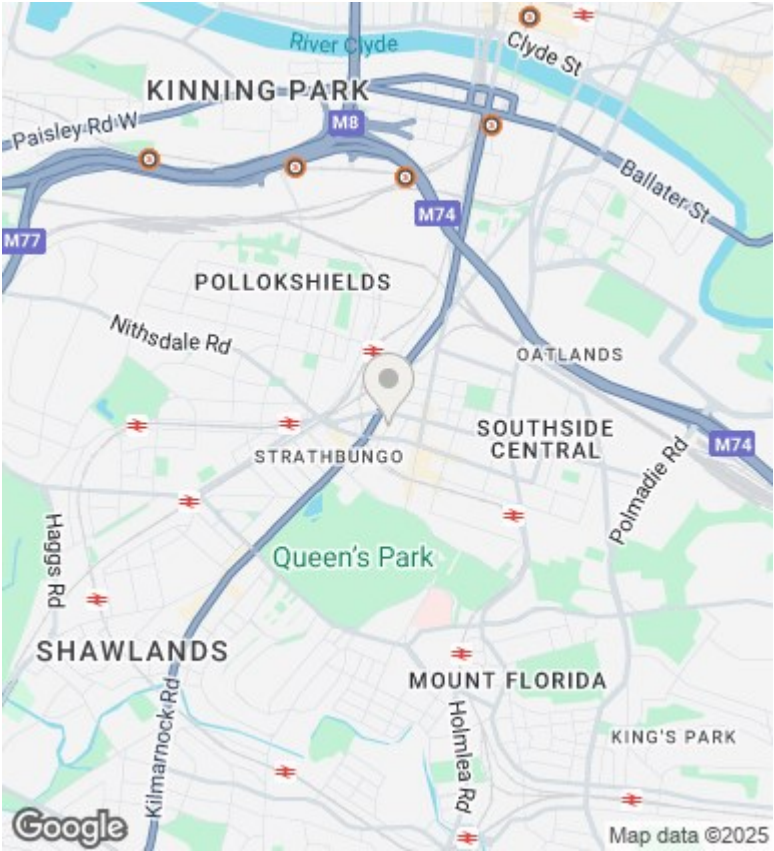 River Clyde
Clyde St
KINNING PARK
M8
Paisley Rd W
Ballater St
M74
M77
POLLOKSHIELDS
Nithsdale Rd
OATLANDS
SOUTHSIDE
CENTRAL
STRATHBUNGO
M74
Polmadie Rd
Haggs Rd
Queen's Park
SHAWLANDS
MOUNT FLORIDA
Kilmarnock Rd
Holmlea Rd
KING'S PARK
Google
Map data ©2025